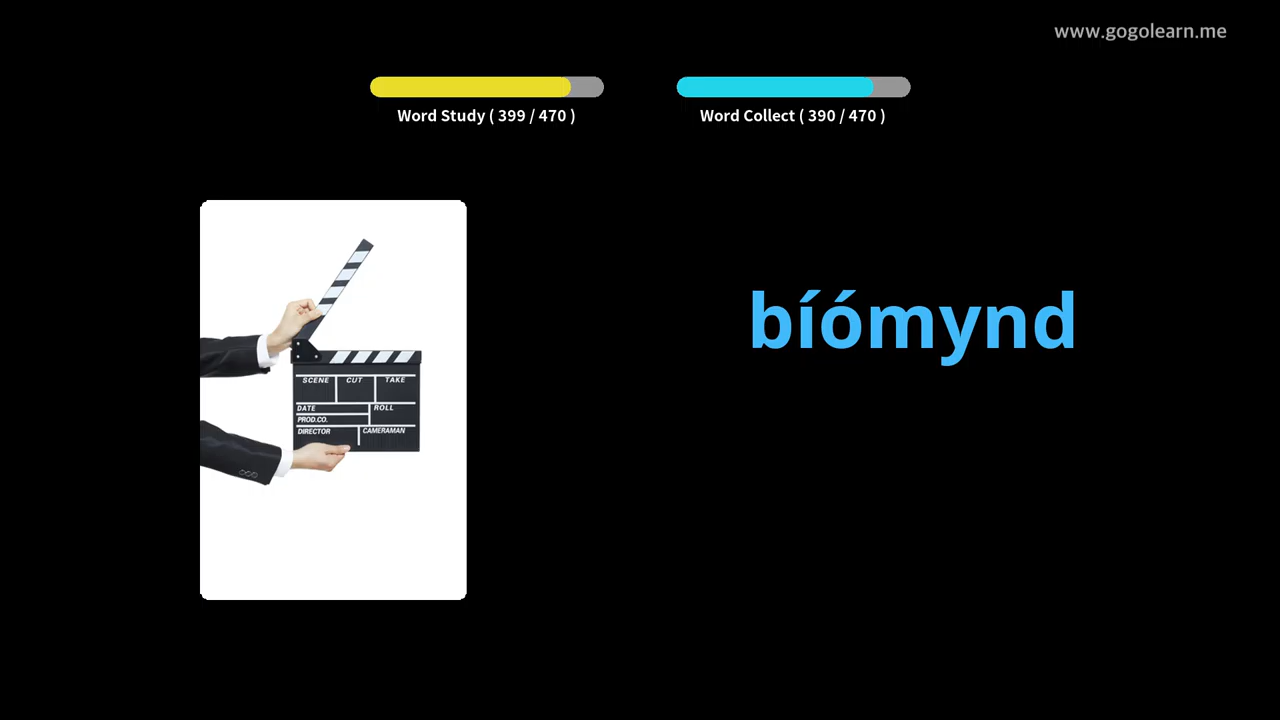 www.gogolearn.me
Word Study ( 399 / 470 )
Word Collect ( 390 / 470 )
bíómynd
SCENE CUT TAKE
DATE ROLL
PROD.CO.
DIRECTOR CAMERAMAN